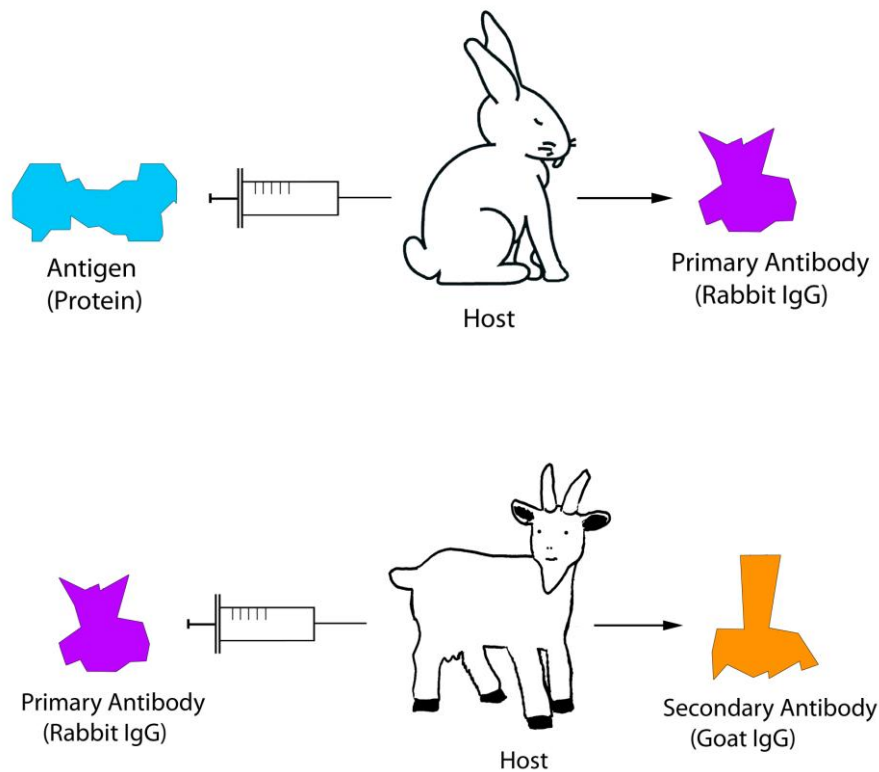 Antigen
(Protein)
Host
Primary Antibody
(Rabbit IgG)
Primary Antibody
(Rabbit IgG)
Host
Secondary Antibody
(Goat IgG)